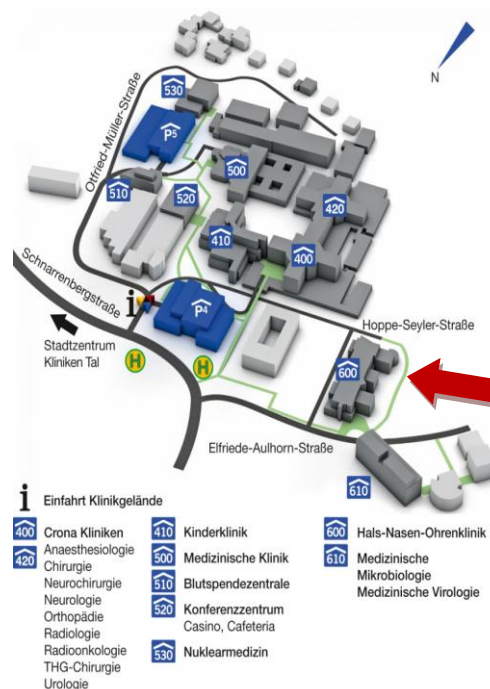 N
530
P5
Otfried-Müller-Straße
500
510
520
420
410
400
Schnarrenbergstraße
i
P4
Hoppe-Seyler-Straße
Stadtzentrum
Kliniken Tal
H
H
600
Elfriede-Aulhorn-Straße
610
i Einfahrt Klinikgelände
400 Crona Kliniken
420 Anaesthesiologie
Chirurgie
Neurochirurgie
Neurologie
Orthopädie
Radiologie
Radioonkologie
THG-Chirurgie
Urologie
410 Kinderklinik
500 Medizinische Klinik
510 Blutspendezentrale
520 Konferenzzentrum
Casino, Cafeteria
530 Nuklearmedizin
600 Hals-Nasen-Ohrenklinik
610 Medizinische
Mikrobiologie
Medizinische Virologie